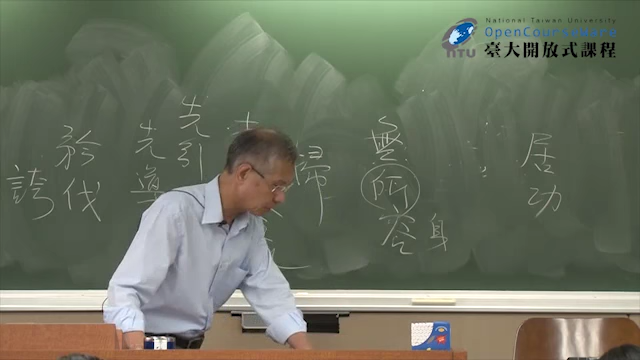 National Taiwan University
OpenCourseware
臺大開放式課程
NTU
居功
無所容
身
先引
先導
矜伐
誇